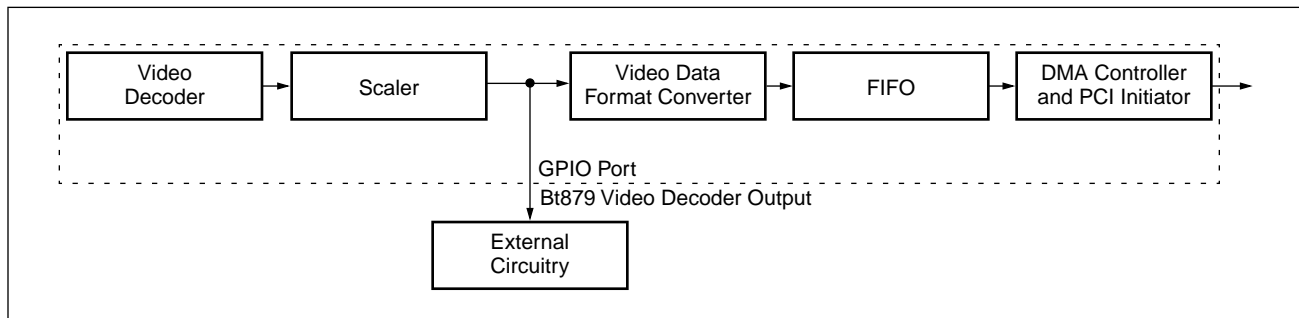 Video
Decoder
Scaler
Video Data
Format Converter
FIFO
DMA Controller
and PCI Initiator
GPIO Port
Bt879 Video Decoder Output
External
Circuitry